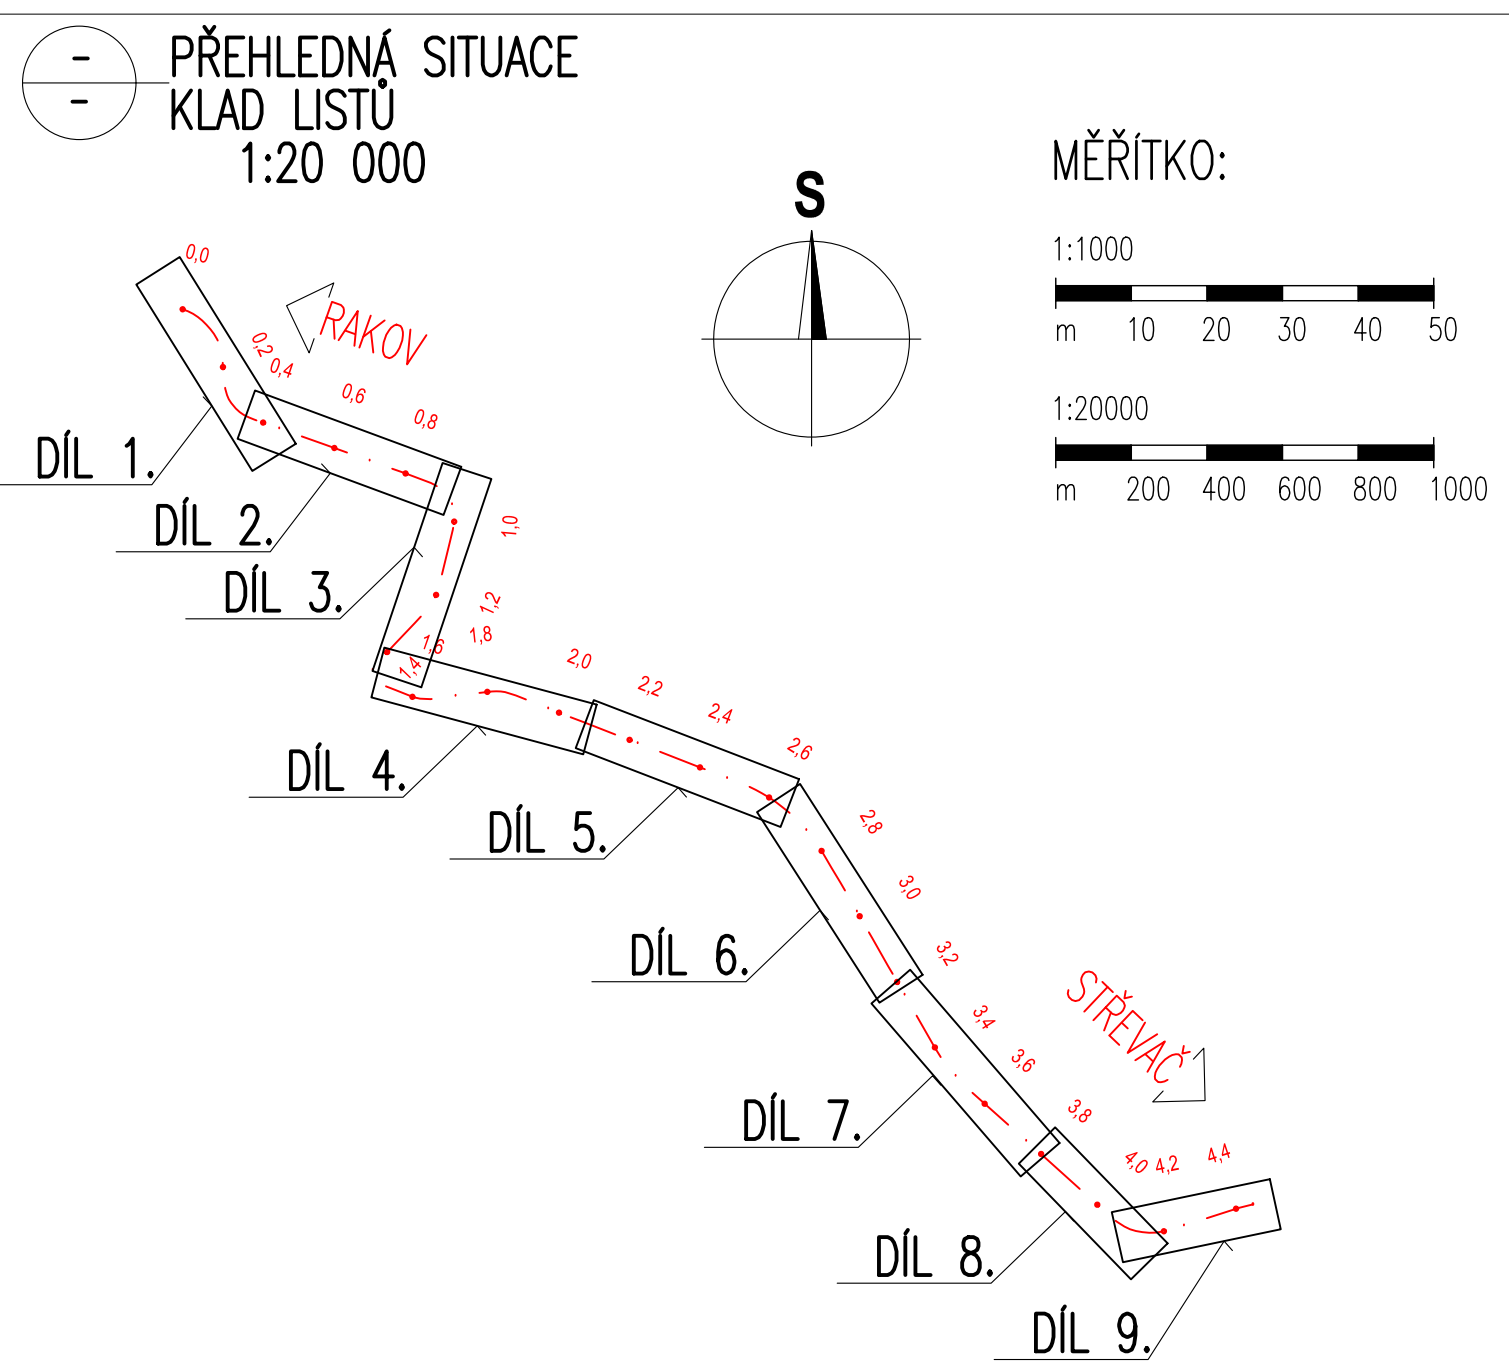 -
-
PŘEHLEDNÁ SITUACE
KLAD LISTŮ
1:20 000
S
MĚŘÍTKO:
1:1000
m 10 20 30 40 50
1:20000
m 200 400 600 800 1000
0,0
RAKOV
0,2
0,4
0,6
0,8
DÍL 1.
DÍL 2.
1,0
DÍL 3.
1,2
1,4
1,6
1,8
2,0
2,2
2,4
2,6
DÍL 4.
DÍL 5.
2,8
3,0
3,2
DÍL 6.
STŘEVAČ
3,4
3,6
3,8
DÍL 7.
4,0
4,2
4,4
DÍL 8.
DÍL 9.